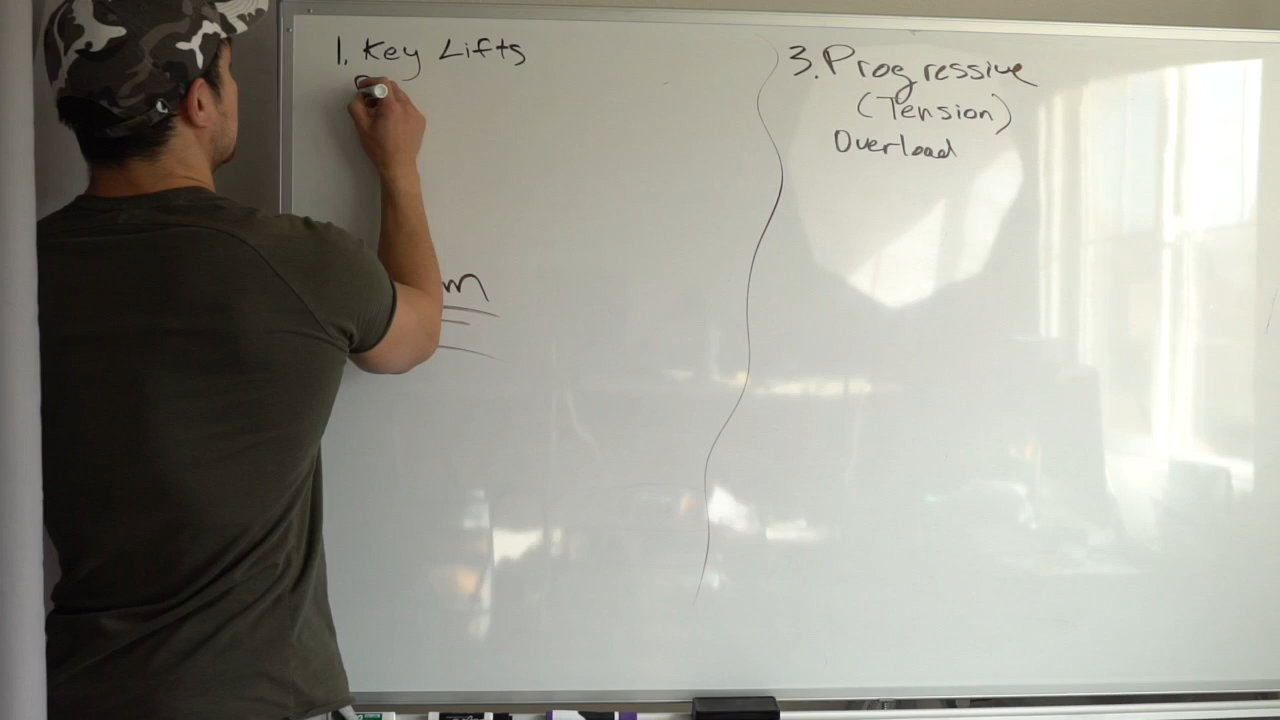 1. Key Lifts
3. Progressive
(Tension)
Overload